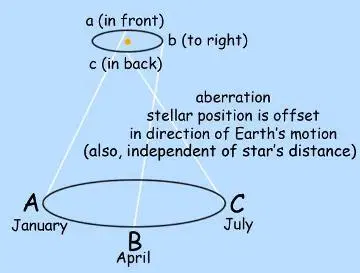 a (in front)
b (to right)
c (in back)
aberration
stellar position is offset
in direction of Earth's motion
(also, independent of star's distance)
A
C
January
July
B
April